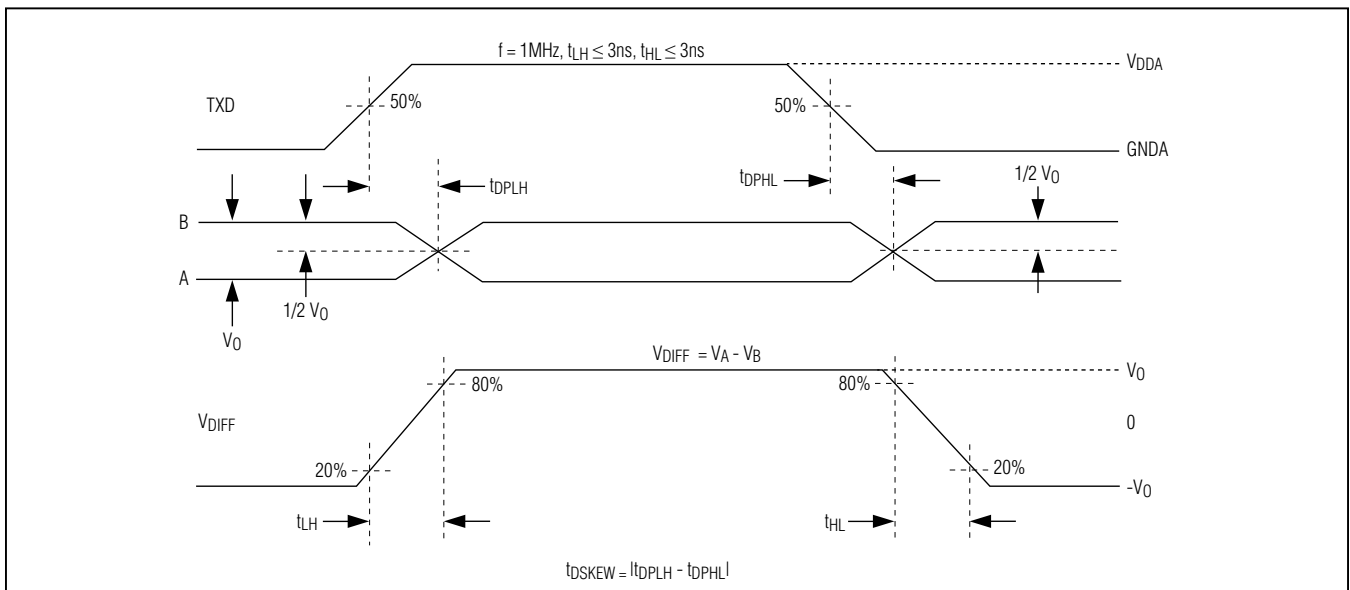 f = 1MHz, tLH ≤ 3ns, tHL ≤ 3ns
VDDA
TXD
50%
50%
GNDA
tDPLH
tDPHL
1/2 VO
B
A
1/2 VO
VO
VDIFF = VA - VB
VO
80%
80%
VDIFF
0
20%
20%
-VO
tLH
tHL
tDSKEW = |tDPLH - tDPHL|